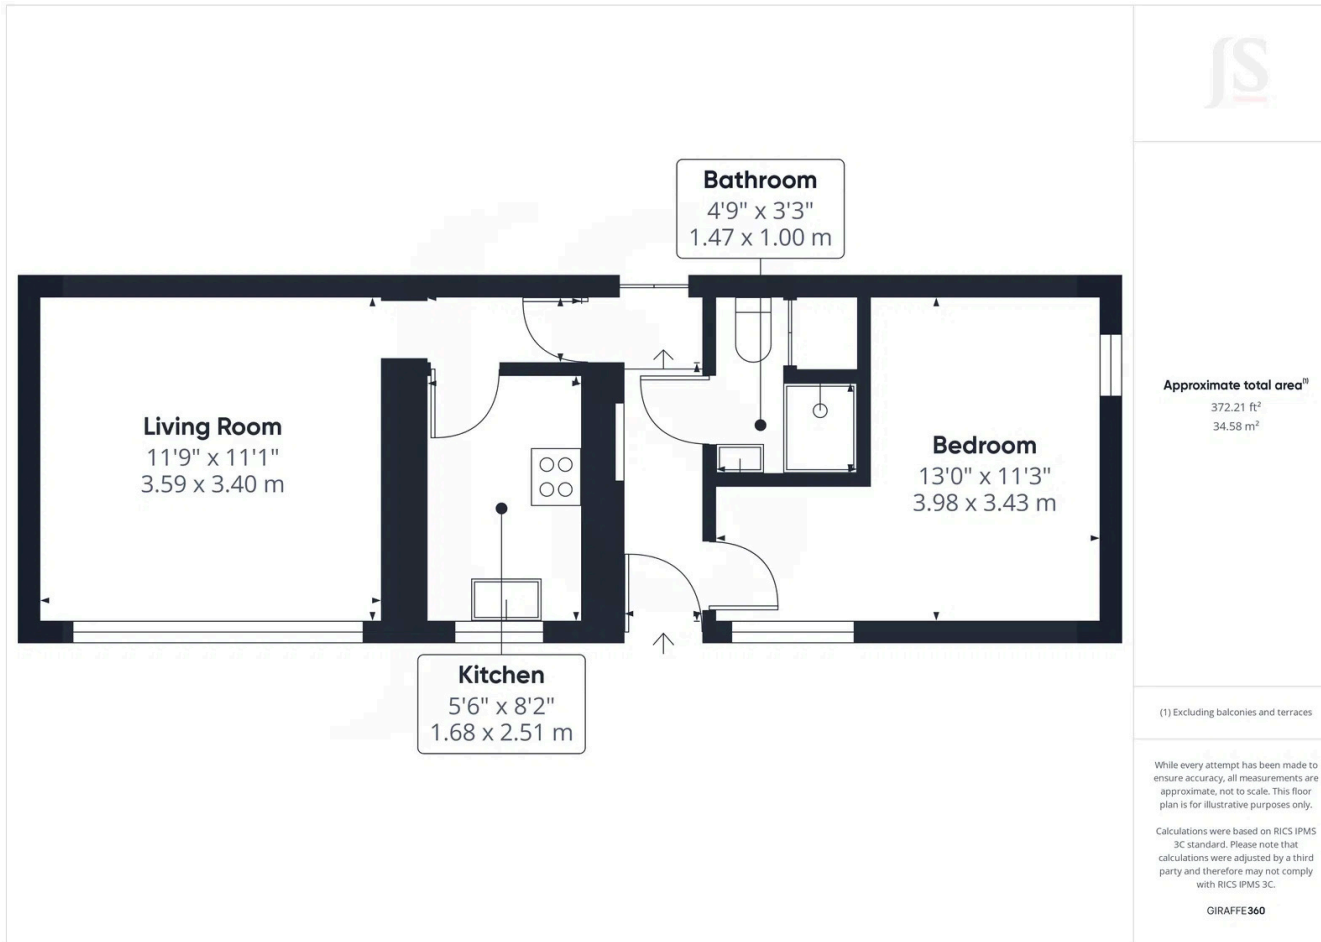 JS
Bathroom
4'9" x 3'3"
1.47 x 1.00 m
Living Room
11'9" x 11'1"
3.59 x 3.40 m
Bedroom
13'0" x 11'3"
3.98 x 3.43 m
Kitchen
5'6" x 8'2"
1.68 x 2.51 m
Approximate total area(1)
372.21 ft²
34.58 m²
(1) Excluding balconies and terraces
While every attempt has been made to
ensure accuracy, all measurements are
approximate, not to scale. This floor
plan is for illustrative purposes only.
Calculations were based on RICS IPMS
3C standard. Please note that
calculations were adjusted by a third
party and therefore may not comply
with RICS IPMS 3C.
GIRAFFE360